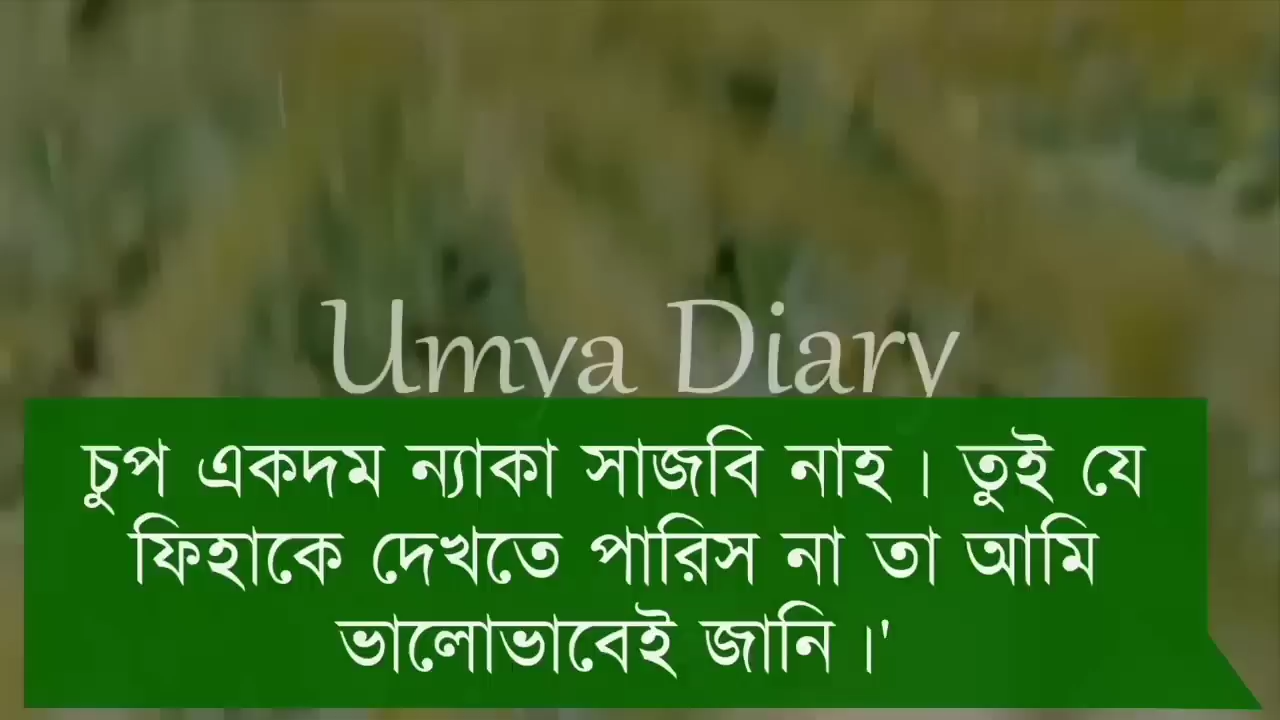 Umya Diary
চুপ একদম ন্যাকা সাজবি নাহ । তুই যে
ফিহাকে দেখতে পারিস না তা আমি
ভালোভাবেই জানি ।'